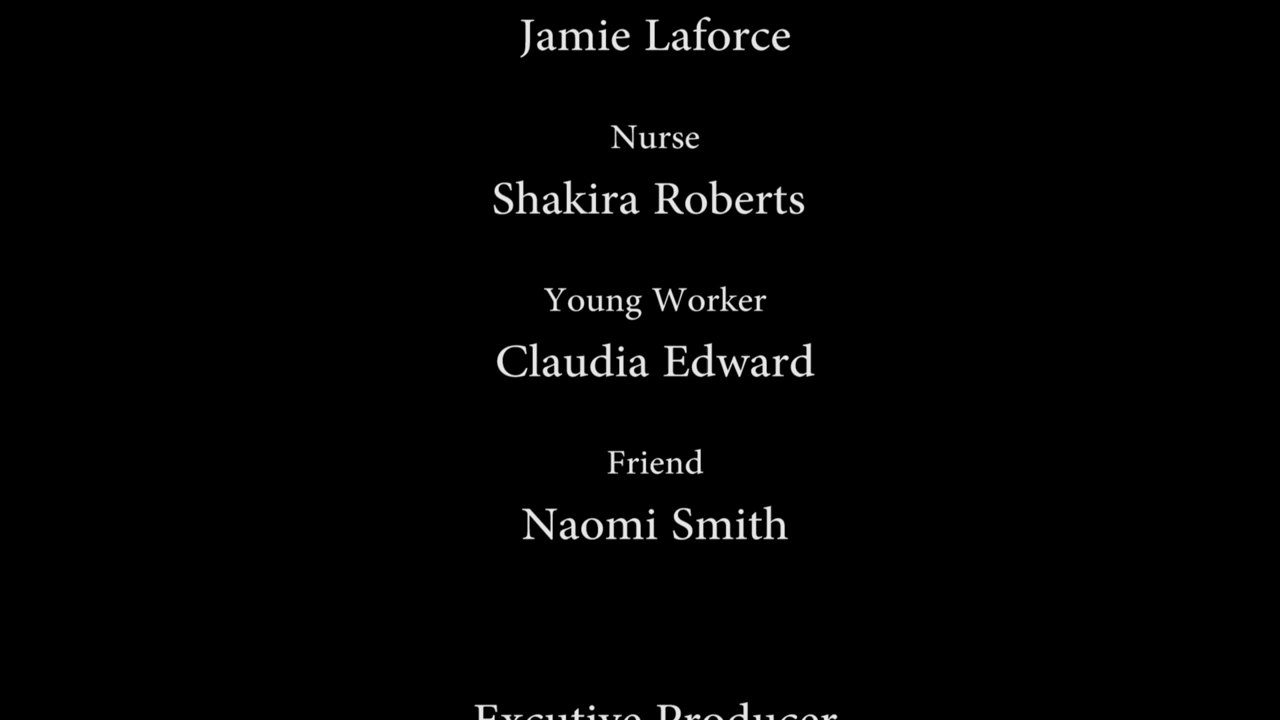 Jamie Laforce
Nurse
Shakira Roberts
Young Worker
Claudia Edward
Friend
Naomi Smith
Excutive Producer